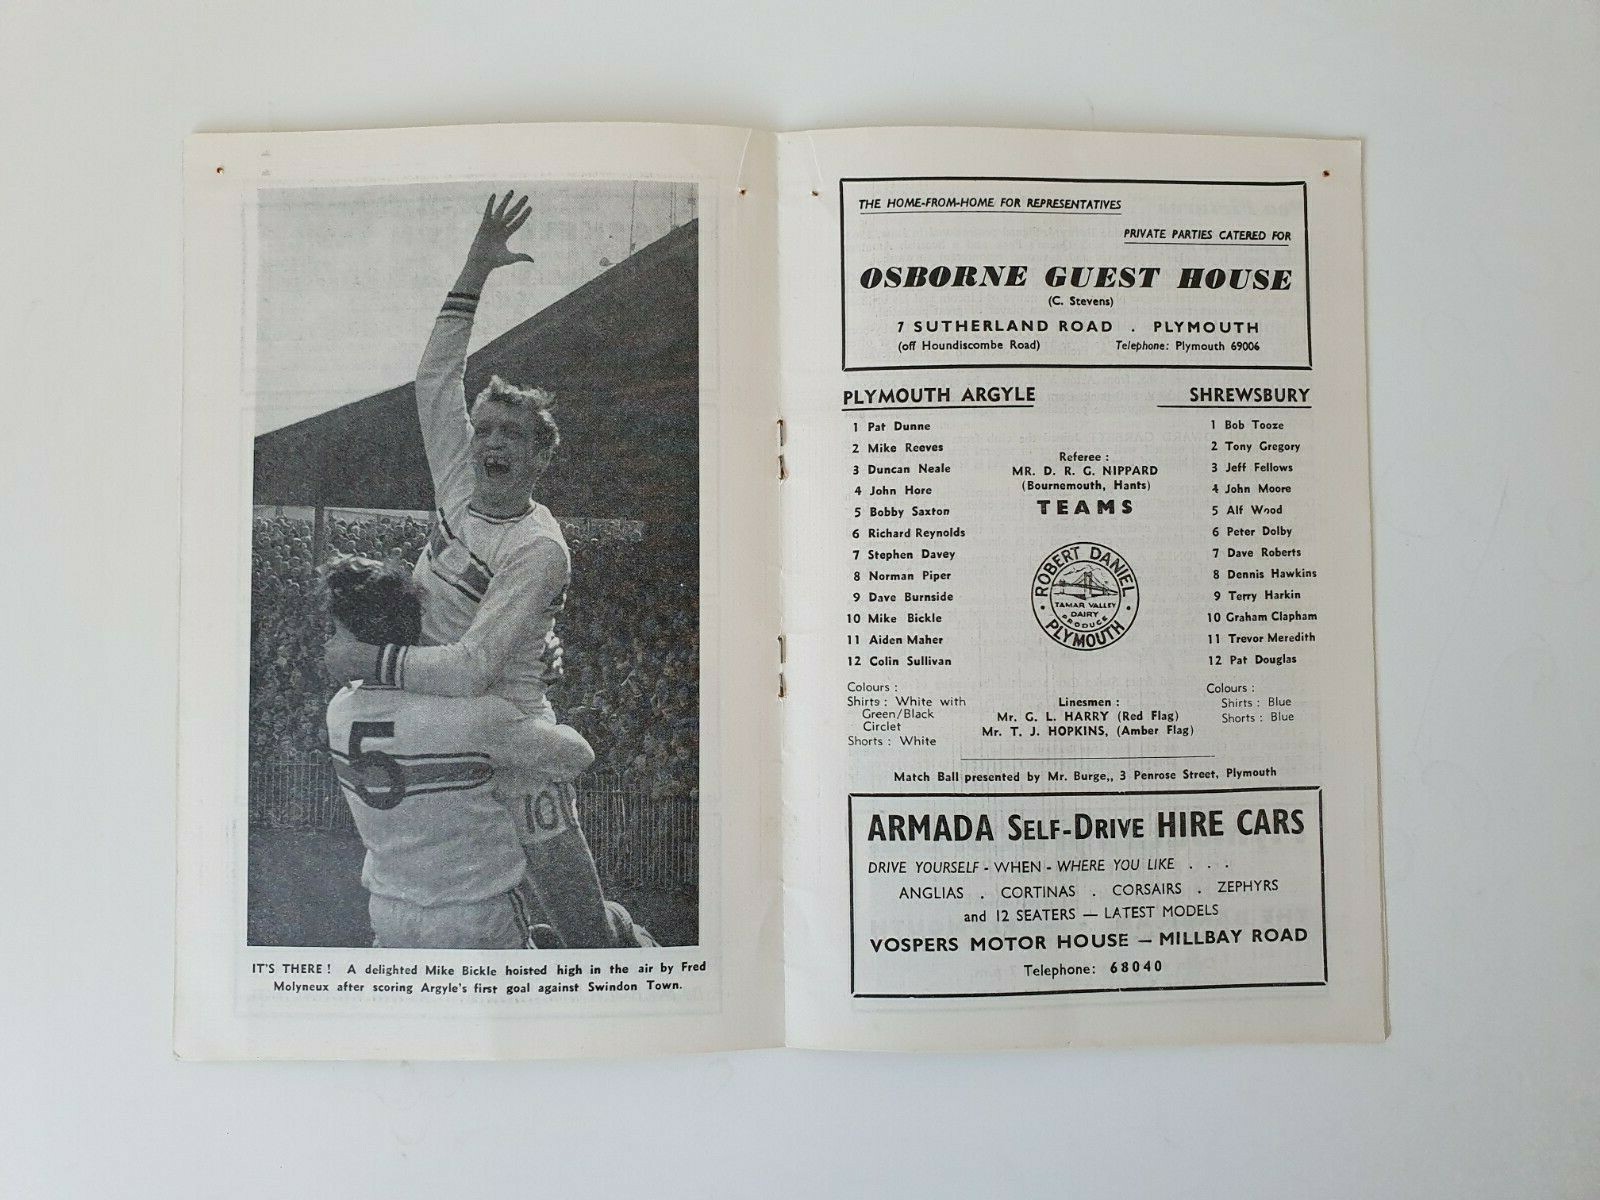 5
10
IT'S THERE! A delighted Mike Bickle hoisted high in the air by Fred
Molyneux after scoring Argyle's first goal against Swindon Town.
THE HOME-FROM-HOME FOR REPRESENTATIVES
PRIVATE PARTIES CATERED FOR
OSBORNE GUEST HOUSE
(C. Stevens)
7 SUTHERLAND ROAD . PLYMOUTH
(off Houndiscombe Road) Telephone: Plymouth 69006
PLYMOUTH ARGYLE
1 Pat Dunne
2 Mike Reeves
3 Duncan Neale
4 John Hore
5 Bobby Saxton
6 Richard Reynolds
7 Stephen Davey
8 Norman Piper
9 Dave Burnside
10 Mike Bickle
11 Aiden Maher
12 Colin Sullivan
Colours :
Shirts : White with
Green/Black
Circlet
Shorts : White
Referee :
MR. D. R. G. NIPPARD
(Bournemouth, Hants)
TEAMS
ROBERT DANIEL
TAMAR VALLEY
DAIRY
PRODUCE
PLYMOUTH
Linesmen :
Mr. G. L. HARRY (Red Flag)
Mr. T. J. HOPKINS, (Amber Flag)
SHREWSBURY
1 Bob Tooze
2 Tony Gregory
3 Jeff Fellows
4 John Moore
5 Alf Wood
6 Peter Dolby
7 Dave Roberts
8 Dennis Hawkins
9 Terry Harkin
10 Graham Clapham
11 Trevor Meredith
12 Pat Douglas
Colours :
Shirts : Blue
Shorts : Blue
Match Ball presented by Mr. Burge,, 3 Penrose Street, Plymouth
ARMADA SELF-DRIVE HIRE CARS
DRIVE YOURSELF - WHEN - WHERE YOU LIKE . . .
ANGLIAS . CORTINAS . CORSAIRS . ZEPHYRS
and 12 SEATERS — LATEST MODELS
VOSPERS MOTOR HOUSE — MILLBAY ROAD
Telephone: 68040